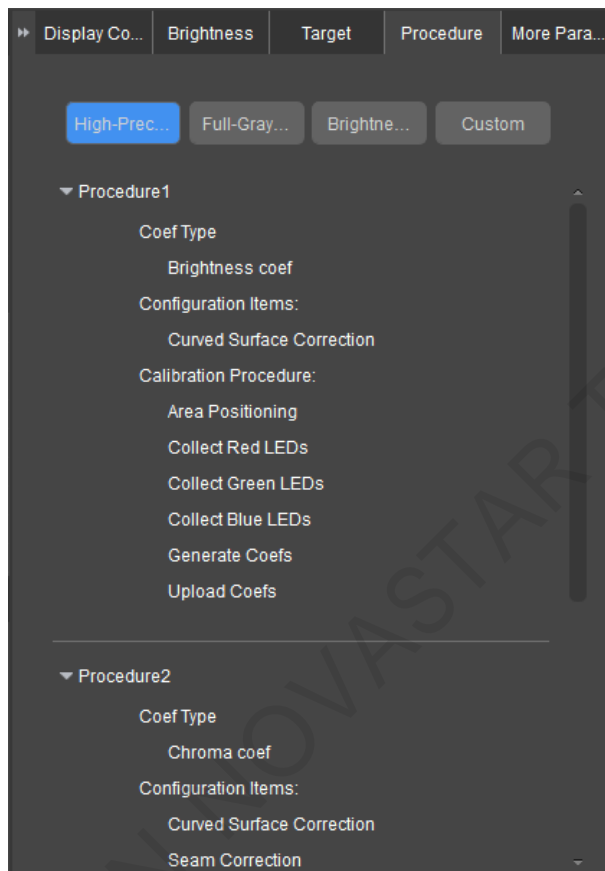 Display Co... Brightness Target Procedure More Para...
High-Prec... Full-Gray... Brightne... Custom
Procedure1
Coef Type
Brightness coef
Configuration Items:
Curved Surface Correction
Calibration Procedure:
Area Positioning
Collect Red LEDs
Collect Green LEDs
Collect Blue LEDs
Generate Coefs
Upload Coefs
Procedure2
Coef Type
Chroma coef
Configuration Items:
Curved Surface Correction
Seam Correction
NOVASTAR